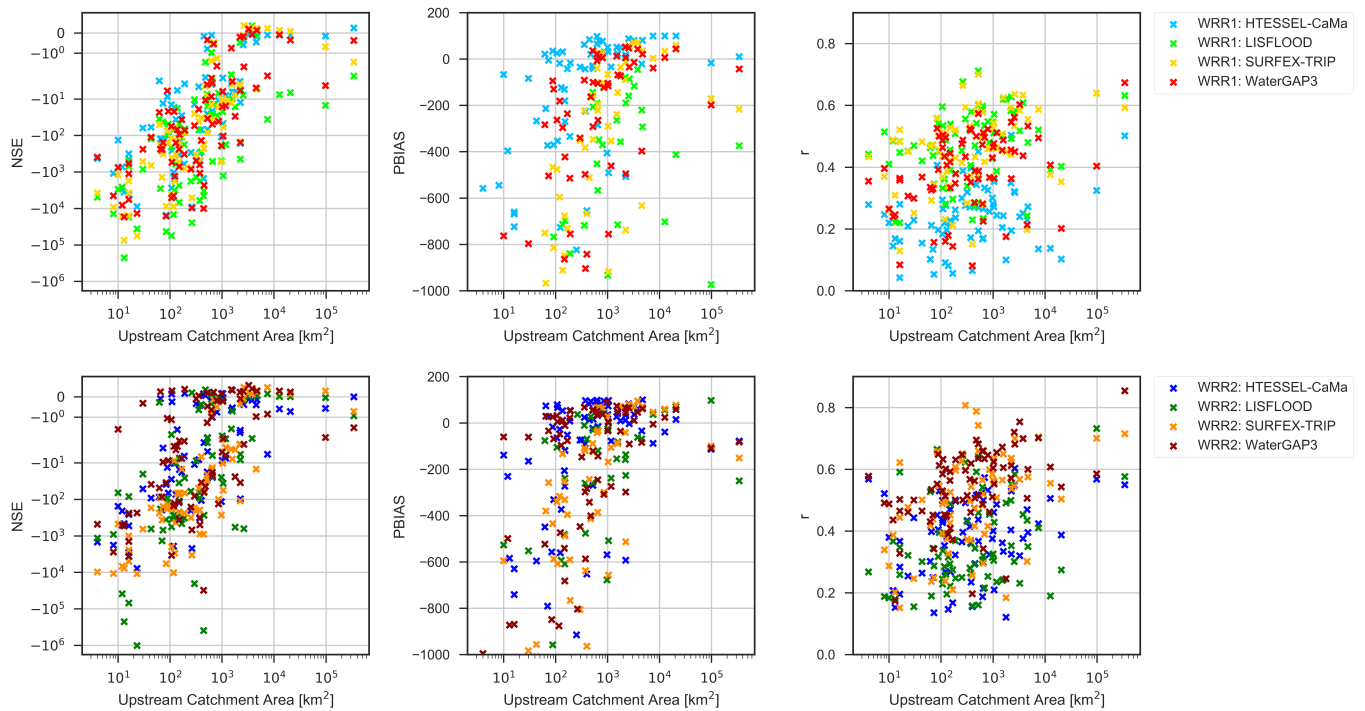 0
−10⁰
−10¹
−10²
−10³
−10⁴
−10⁵
−10⁶
NSE
10¹ 10² 10³ 10⁴ 10⁵
Upstream Catchment Area [km²]
200
0
−200
−400
−600
−800
−1000
PBIAS
10¹ 10² 10³ 10⁴ 10⁵
Upstream Catchment Area [km²]
0.8
0.6
0.4
0.2
0.0
r
10¹ 10² 10³ 10⁴ 10⁵
Upstream Catchment Area [km²]
WRR1: HTESSEL-CaMa
WRR1: LISFLOOD
WRR1: SURFEX-TRIP
WRR1: WaterGAP3
0
−10⁰
−10¹
−10²
−10³
−10⁴
−10⁵
−10⁶
NSE
10¹ 10² 10³ 10⁴ 10⁵
Upstream Catchment Area [km²]
200
0
−200
−400
−600
−800
−1000
PBIAS
10¹ 10² 10³ 10⁴ 10⁵
Upstream Catchment Area [km²]
0.8
0.6
0.4
0.2
0.0
r
10¹ 10² 10³ 10⁴ 10⁵
Upstream Catchment Area [km²]
WRR2: HTESSEL-CaMa
WRR2: LISFLOOD
WRR2: SURFEX-TRIP
WRR2: WaterGAP3